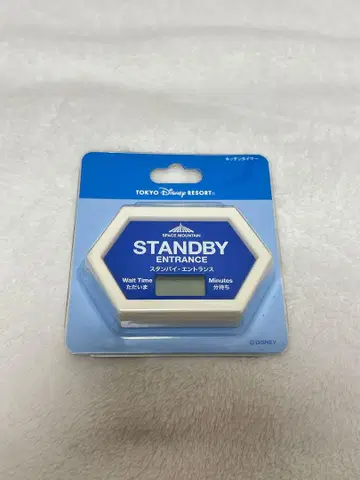 キッチンタイマー
TOKYO Disney RESORT®
SPACE MOUNTAIN
STANDBY
ENTRANCE
スタンバイ・エントランス
Wait Time Minutes
ただいま 分待ち
©DISNEY